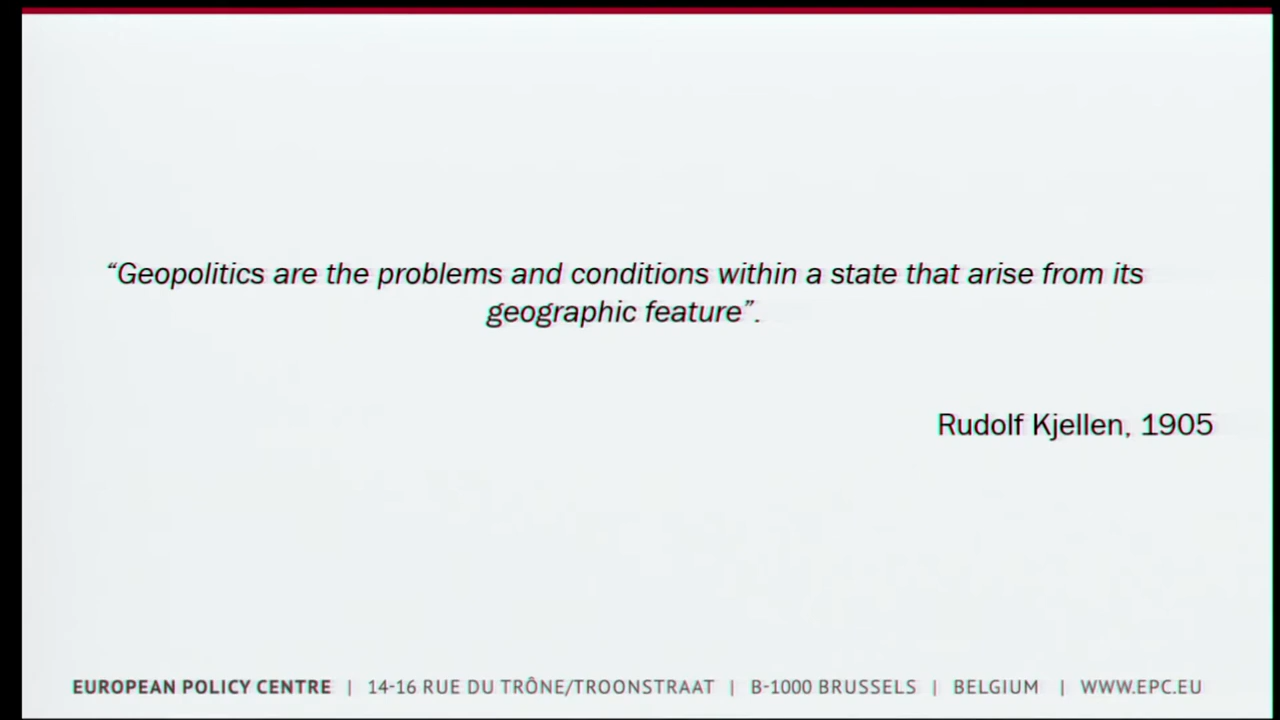 “Geopolitics are the problems and conditions within a state that arise from its
geographic feature”.
Rudolf Kjellen, 1905
EUROPEAN POLICY CENTRE | 14-16 RUE DU TRÔNE/TROONSTRAAT | B-1000 BRUSSELS | BELGIUM | WWW.EPC.EU